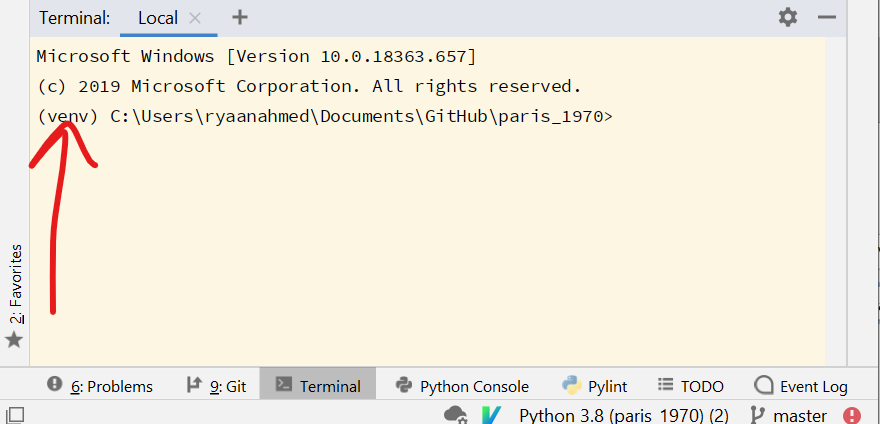 Terminal: Local
Microsoft Windows [Version 10.0.18363.657]
(c) 2019 Microsoft Corporation. All rights reserved.
(venv) C:\Users\ryaanahmed\Documents\GitHub\paris_1970>
2: Favorites
6: Problems 9: Git Terminal Python Console Pylint TODO Event Log
Python 3.8 (paris_1970) (2) master